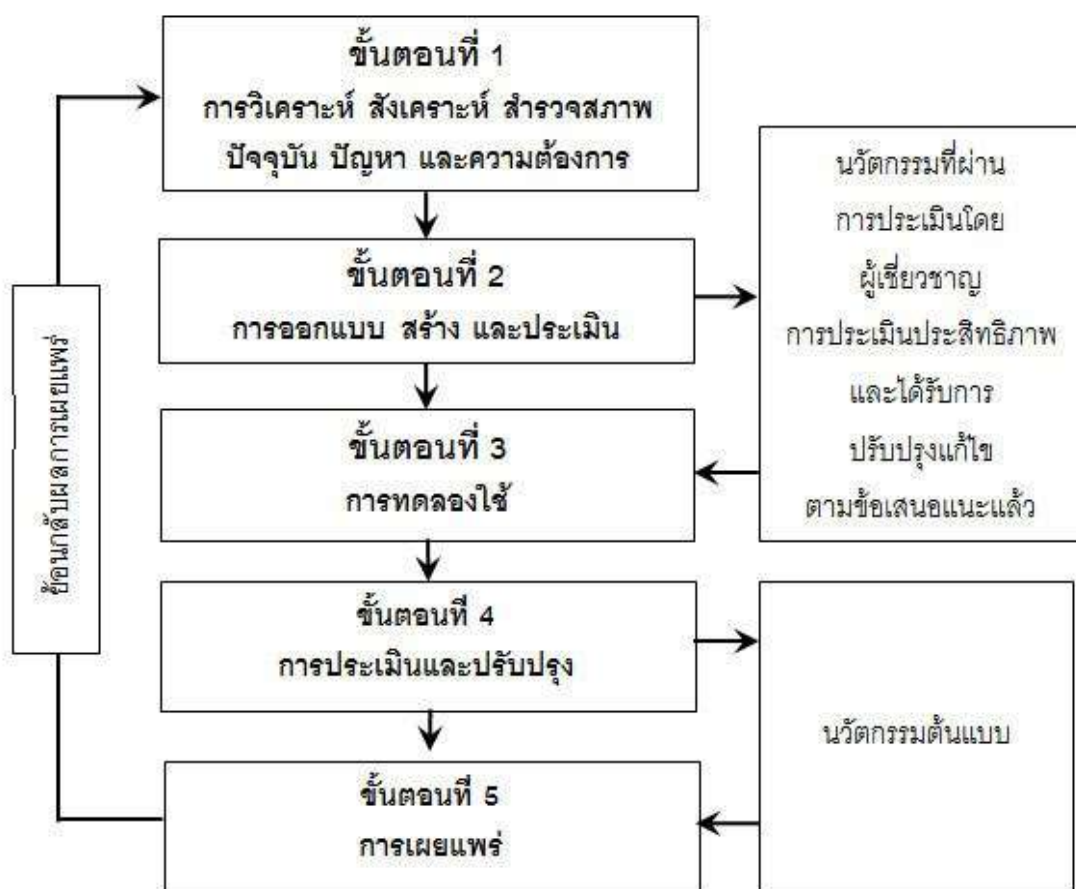 ขั้นตอนที่ 1
การวิเคราะห์ สังเคราะห์ สำรวจสภาพ
ปัจจุบัน ปัญหา และความต้องการ
ขั้นตอนที่ 2
การออกแบบ สร้าง และประเมิน
นวัตกรรมที่ผ่าน
การประเมินโดย
ผู้เชี่ยวชาญ
การประเมินประสิทธิภาพ
และได้รับการ
ปรับปรุงแก้ไข
ตามข้อเสนอแนะแล้ว
ขั้นตอนที่ 3
การทดลองใช้
ขั้นตอนที่ 4
การประเมินและปรับปรุง
นวัตกรรมต้นแบบ
ขั้นตอนที่ 5
การเผยแพร่
ย้อนกลับผลการเผยแพร่